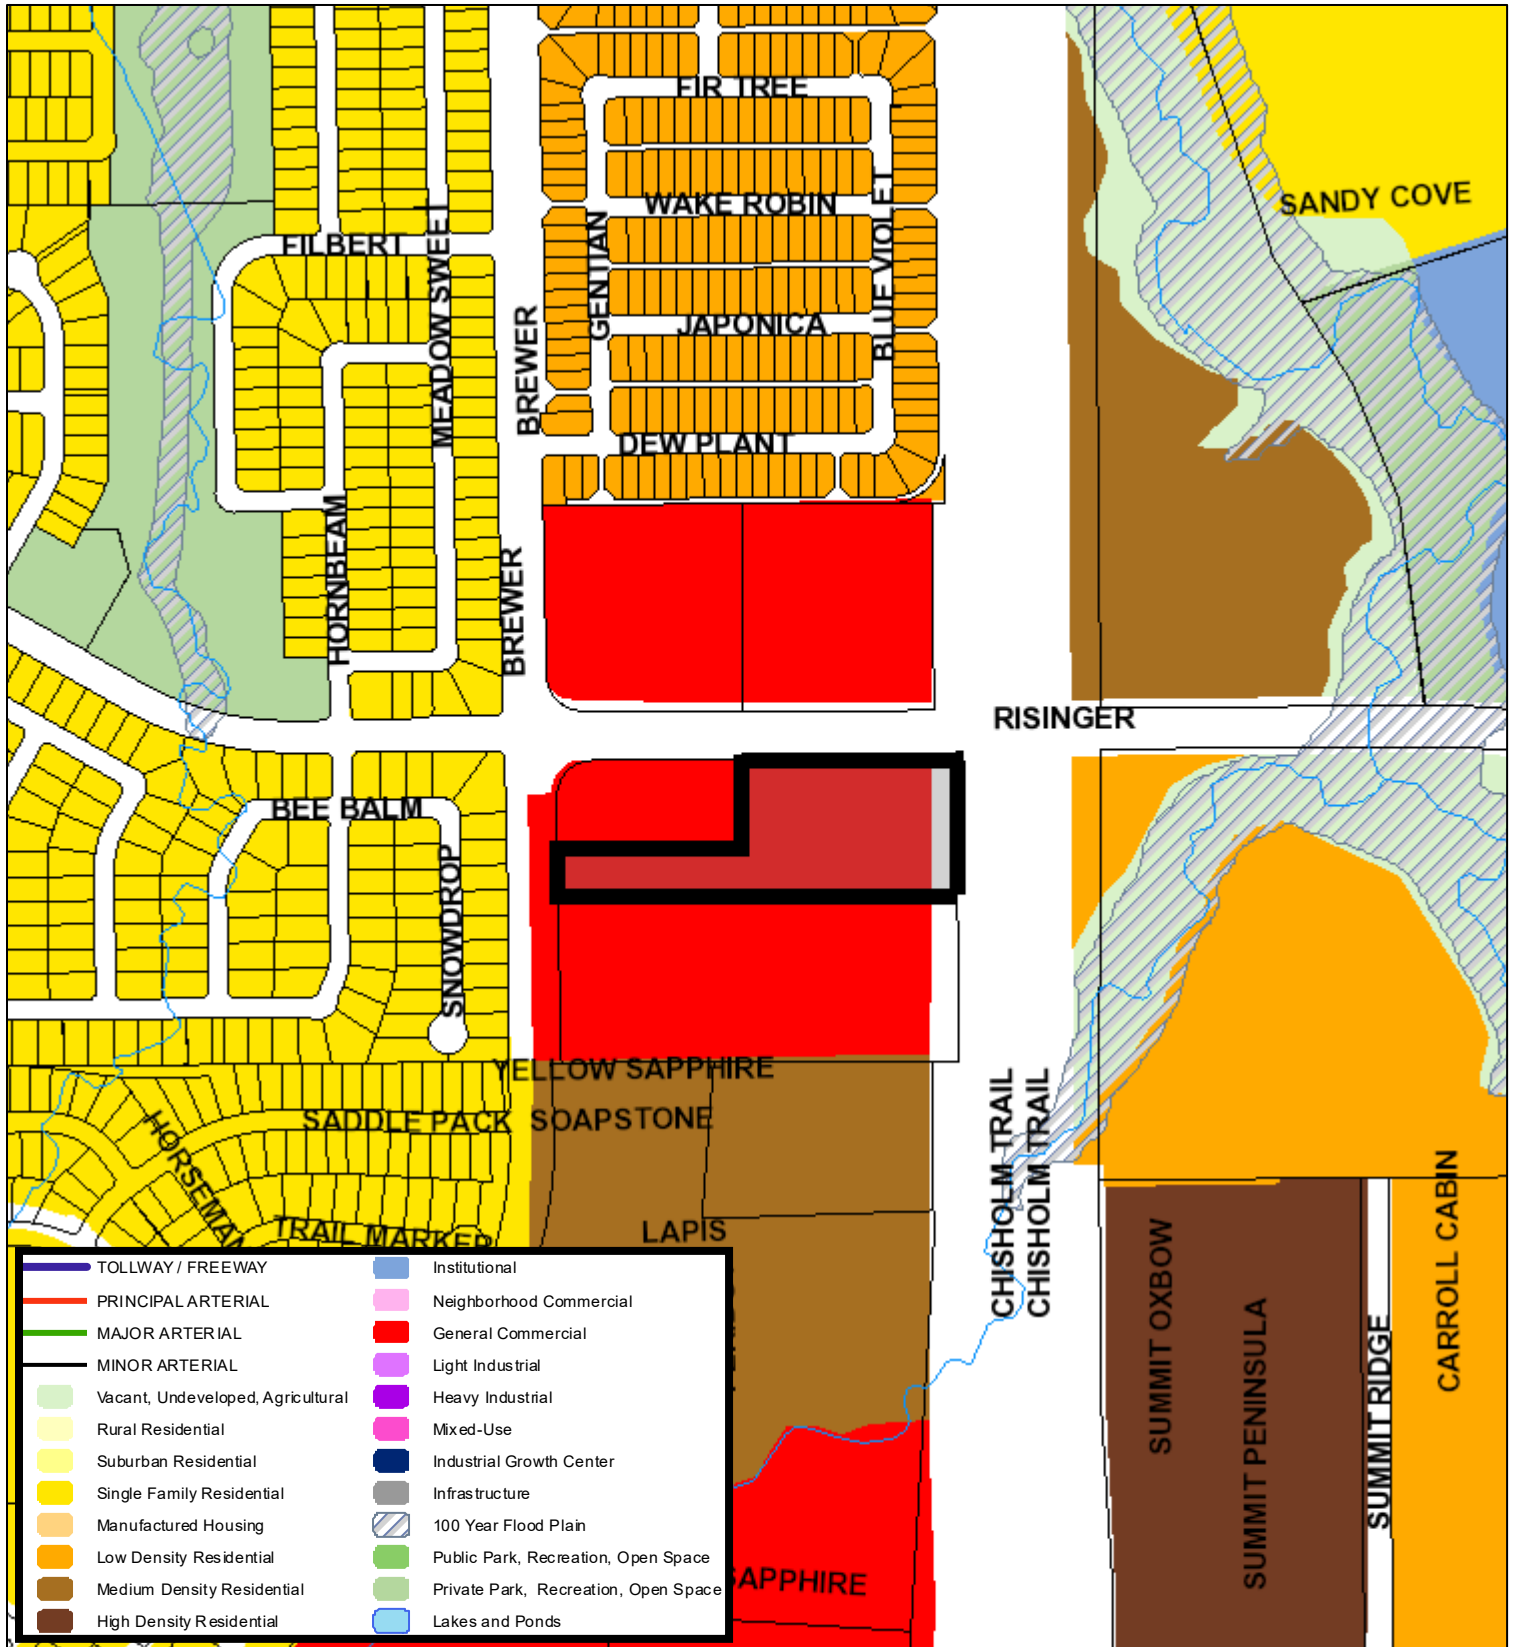 FIR TREE
SANDY COVE
WAKE ROBIN
FILBERT
MEADOW SWEET
GENTIAN
BLUE VIOLET
BREWER
JAPONICA
DEW PLANT
HORNBEAM
BREWER
RISINGER
BEE BALM
SNOWDROP
YELLOW SAPPHIRE
SADDLE PACK
SOAPSTONE
HORSEMAN
TRAIL MARKER
LAPIS
CHISHOLM TRAIL
CHISHOLM TRAIL
SUMMIT OXBOW
SUMMIT PENINSULA
SUMMIT RIDGE
CARROLL CABIN
SAPPHIRE
TOLLWAY / FREEWAY
PRINCIPAL ARTERIAL
MAJOR ARTERIAL
MINOR ARTERIAL
Vacant, Undeveloped, Agricultural
Rural Residential
Suburban Residential
Single Family Residential
Manufactured Housing
Low Density Residential
Medium Density Residential
High Density Residential
Institutional
Neighborhood Commercial
General Commercial
Light Industrial
Heavy Industrial
Mixed-Use
Industrial Growth Center
Infrastructure
100 Year Flood Plain
Public Park, Recreation, Open Space
Private Park, Recreation, Open Space
Lakes and Ponds